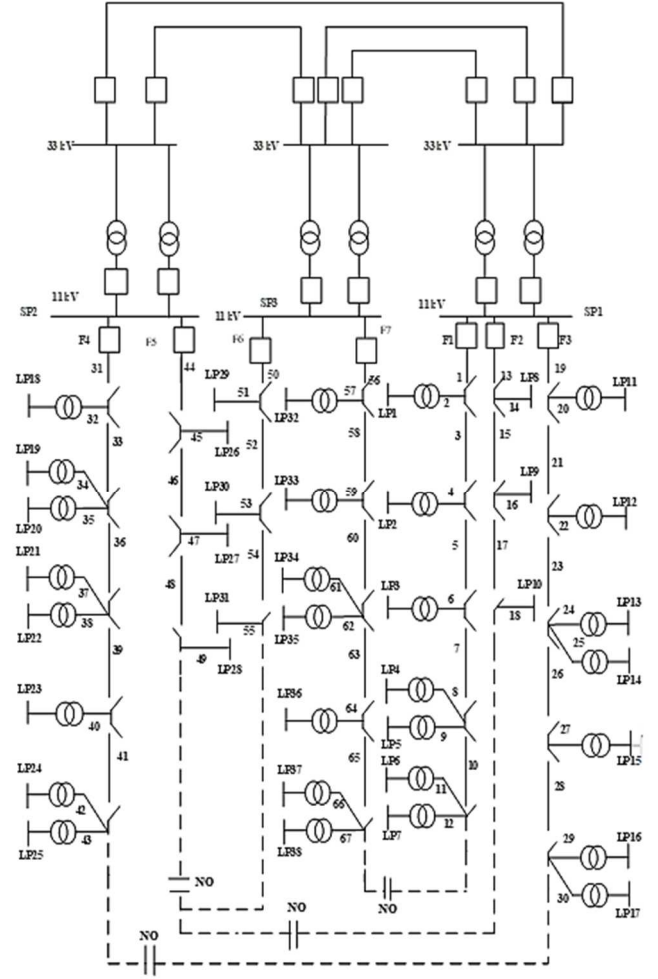 33 kV
33 kV
33 kV
11 kV
SP2
SP3
11 kV
11 kV
SP1
F4
F5
F6
F7
F1
F2
F3
31
44
50
56
1
13
19
LP18
32
33
LP19
34
LP20
35
36
LP21
37
LP22
38
39
LP23
40
41
LP24
42
LP25
43
45
LP26
46
47
LP27
48
49
LP28
LP29
51
52
LP30
53
54
LP31
55
LP32
57
58
LP33
59
60
LP34
61
LP35
62
63
LP36
64
65
LP37
66
LP38
67
LP1
2
3
LP2
4
5
LP3
6
7
LP4
8
LP5
9
10
LP6
11
LP7
12
LP8
14
15
LP9
16
17
LP10
18
LP11
20
21
LP12
22
23
LP13
24
25
LP14
26
27
LP15
28
29
LP16
30
LP17
NO
NO
NO
NO